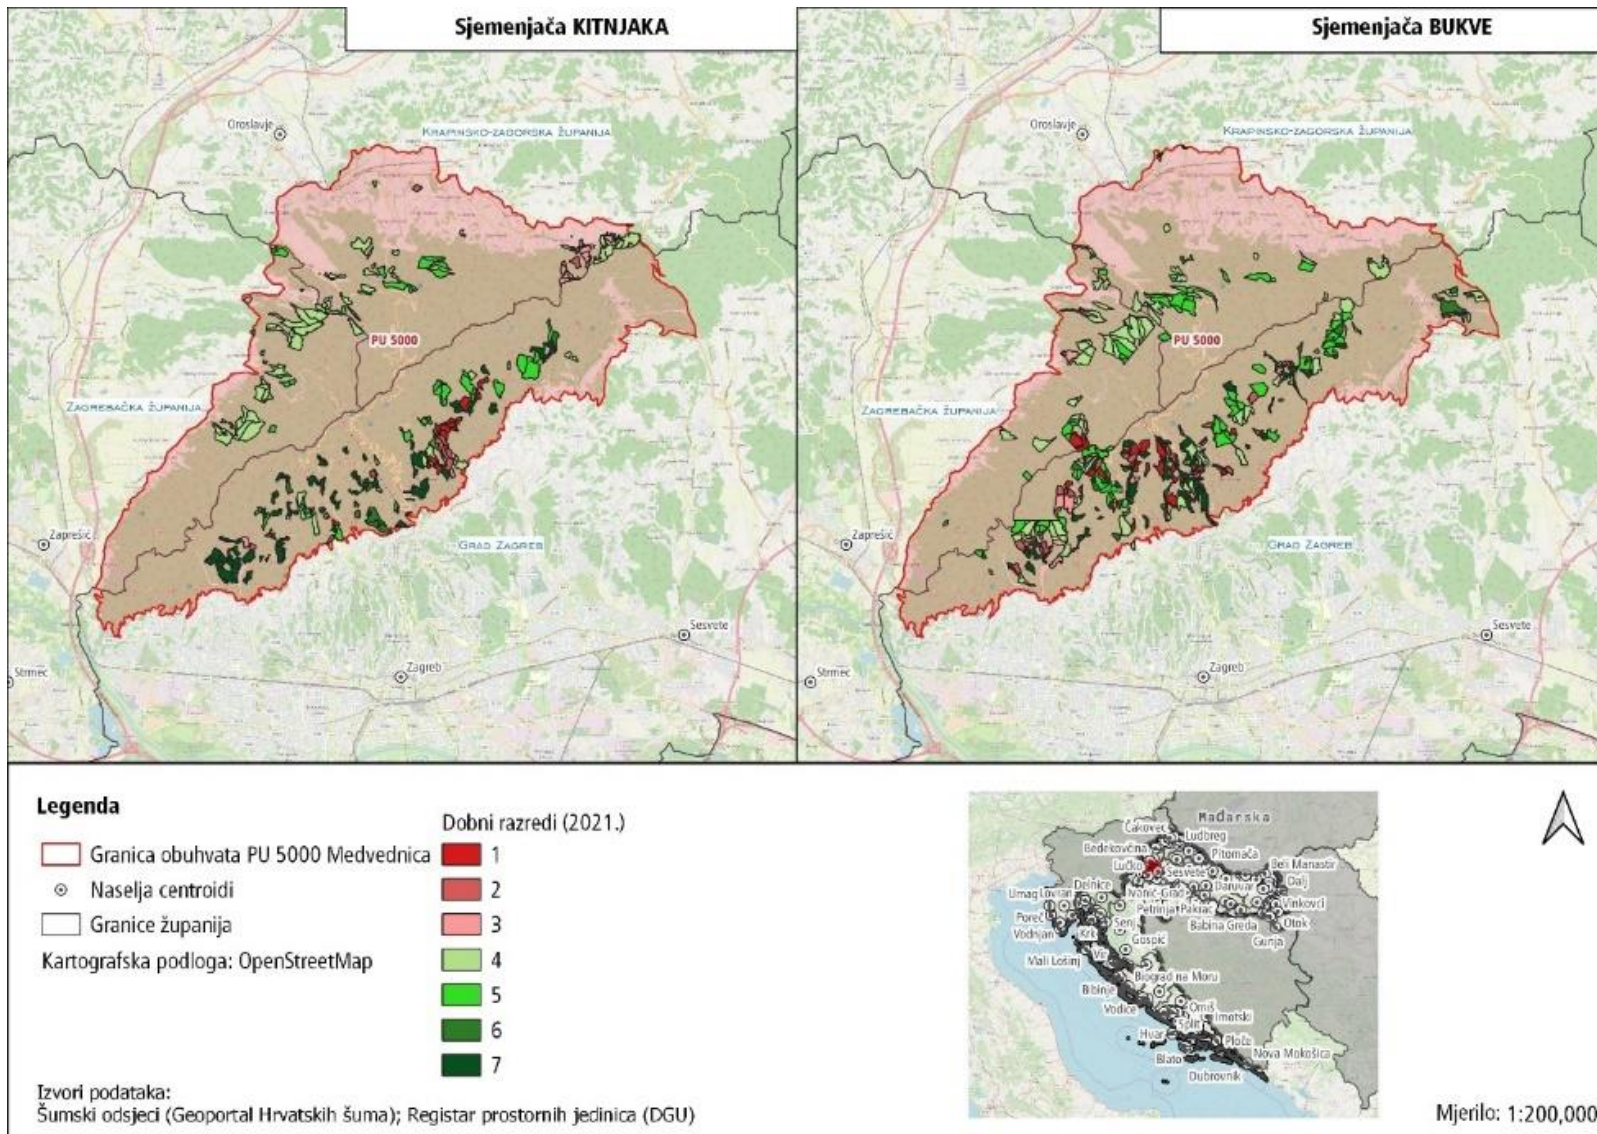 Sjemenjača KITNJAKA
Oroslavje
KRAPINSKO-ZAGORSKA ŽUPANIJA
PU 5000
ZAGREBAČKA ŽUPANIJA
Zaprešić
GRAD ZAGREB
Sesvete
Zagreb
Strmec
Sjemenjača BUKVE
Oroslavje
KRAPINSKO-ZAGORSKA ŽUPANIJA
PU 5000
ZAGREBAČKA ŽUPANIJA
Zaprešić
GRAD ZAGREB
Sesvete
Zagreb
Strmec
Legenda
Granica obuhvata PU 5000 Medvednica
Naselja centroidi
Granice županija
Kartografska podloga: OpenStreetMap
Dobni razredi (2021.)
1
2
3
4
5
6
7
Izvori podataka:
Šumski odsjeci (Geoportal Hrvatskih šuma); Registar prostornih jedinica (DGU)
Mađarska
Čakovec
Ludbreg
Bedekovčina
Pitomača
Lučko
Sesvete
Beli Manastir
Dalj
Umag
Lovran
Delnice
Ivanić-Grad
Daruvar
Vinkovci
Poreč
Petrinja
Pakrac
Otok
Vodnjan
Krk
Senj
Babina Greda
Gunja
Gospić
Mali Lošinj
Vir
Biograd na Moru
Bibinje
Vodice
Omiš
Imotski
Split
Hvar
Ploče
Blato
Nova Mokošica
Dubrovnik
Mjerilo: 1:200,000